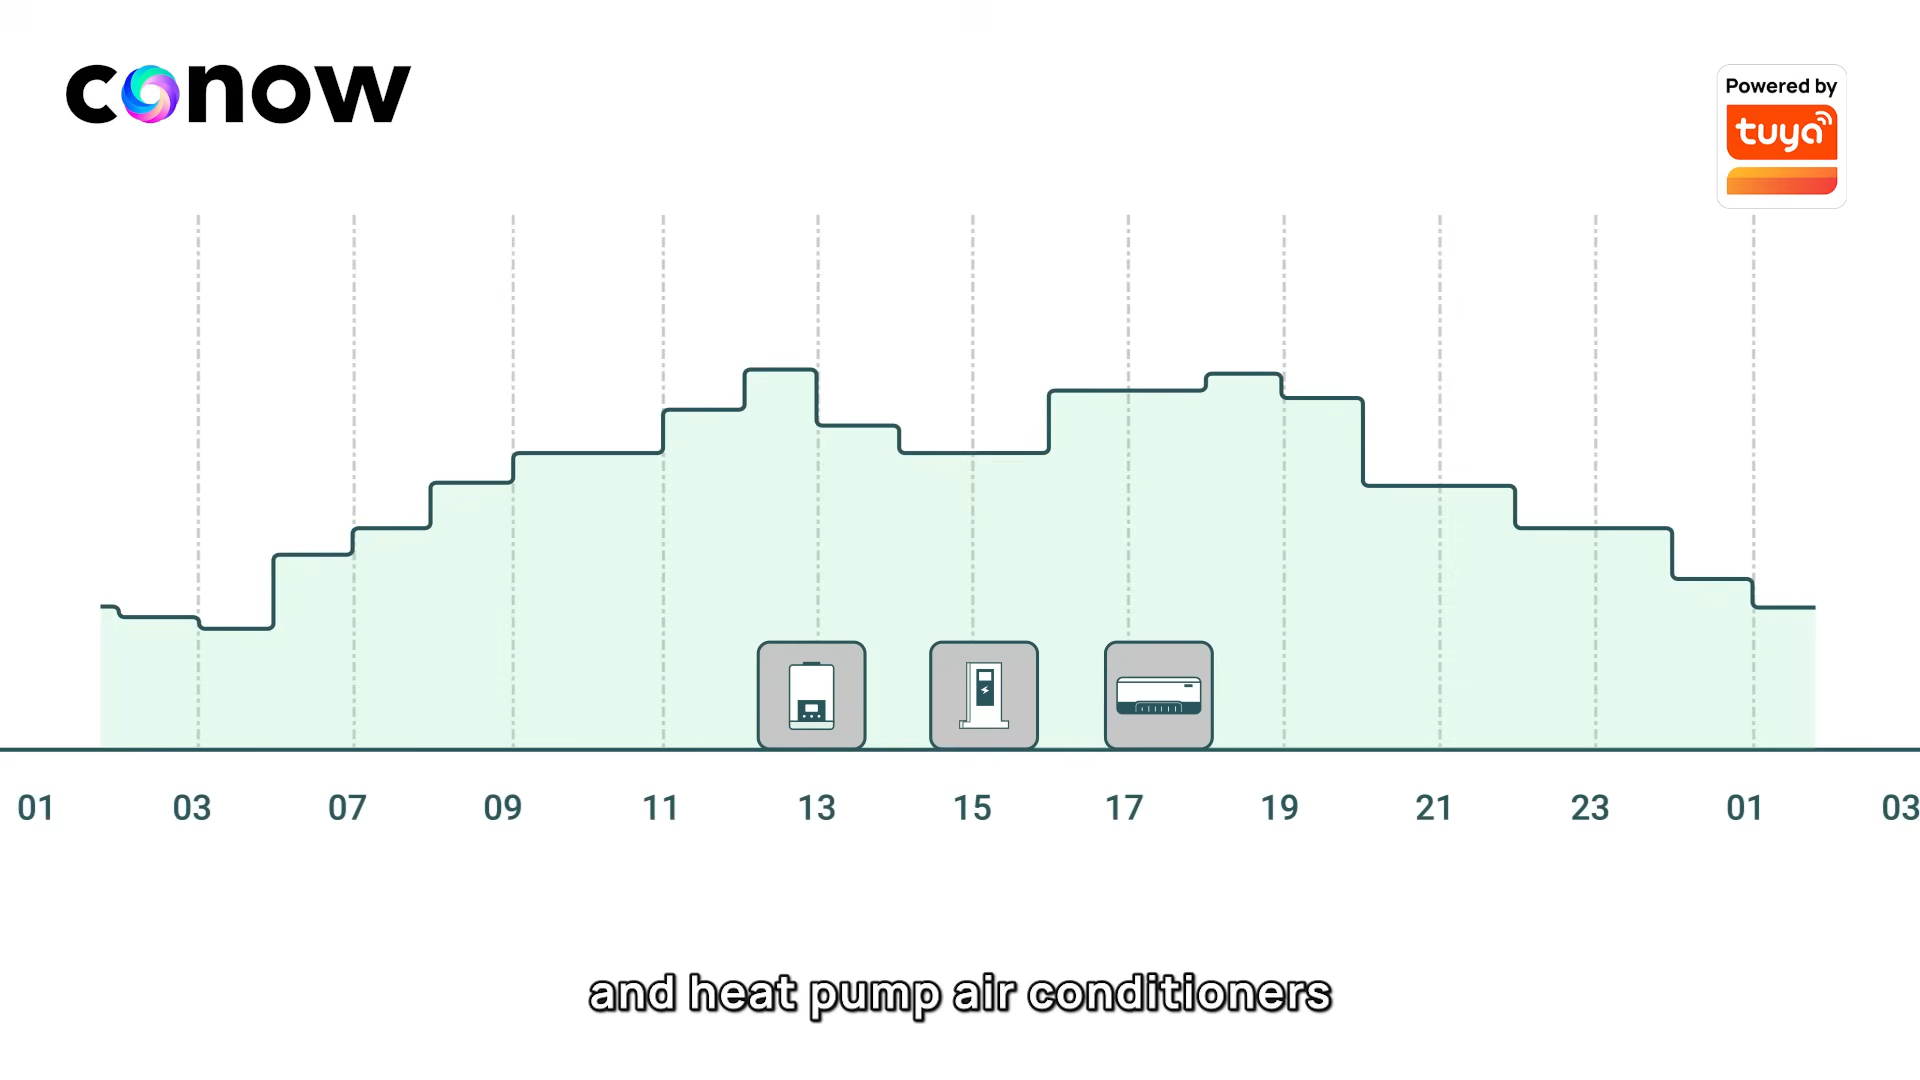 conow
Powered by
tuya
01 03 07 09 11 13 15 17 19 21 23 01 03
and heat pump air conditioners